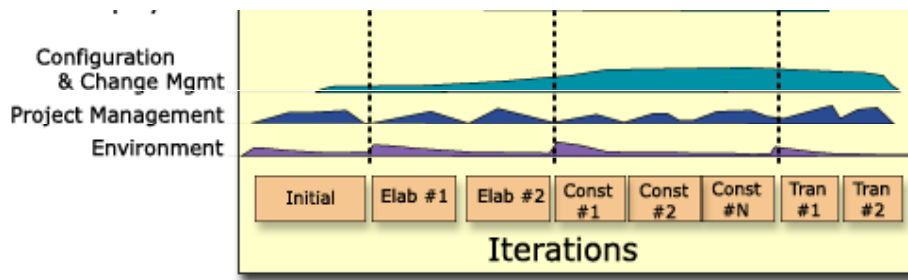 Configuration
& Change Mgmt
Project Management
Environment
Initial
Elab #1
Elab #2
Const
#1
Const
#2
Const
#N
Tran
#1
Tran
#2
Iterations